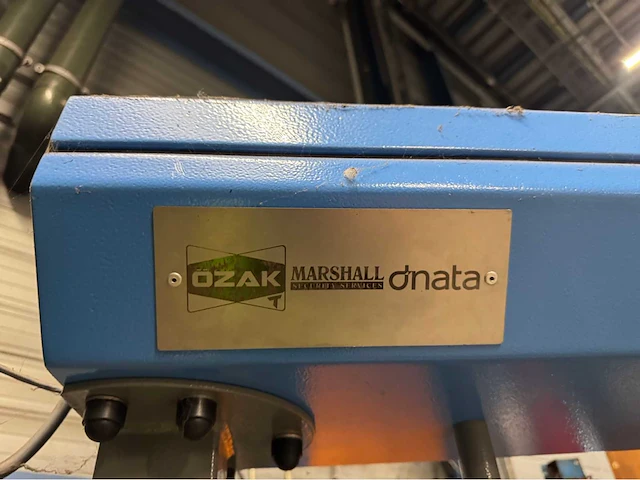 ÖZAK
MARSHALL
SECURITY SERVICES
dnata